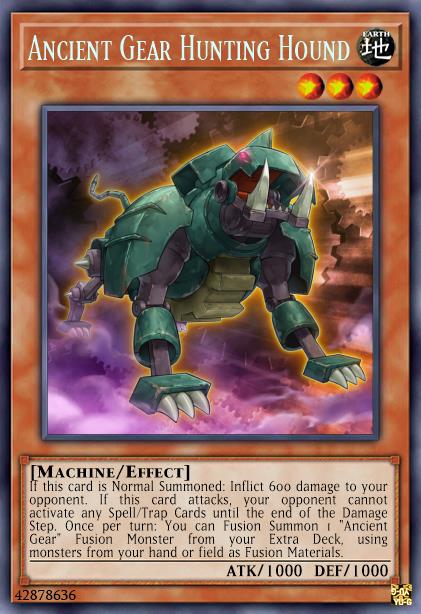 Ancient Gear Hunting Hound
EARTH
地
[Machine/Effect]
If this card is Normal Summoned: Inflict 600 damage to your
opponent. If this card attacks, your opponent cannot
activate any Spell/Trap Cards until the end of the Damage
Step. Once per turn: You can Fusion Summon 1 "Ancient
Gear" Fusion Monster from your Extra Deck, using
monsters from your hand or field as Fusion Materials.
ATK/1000 DEF/1000
42878636